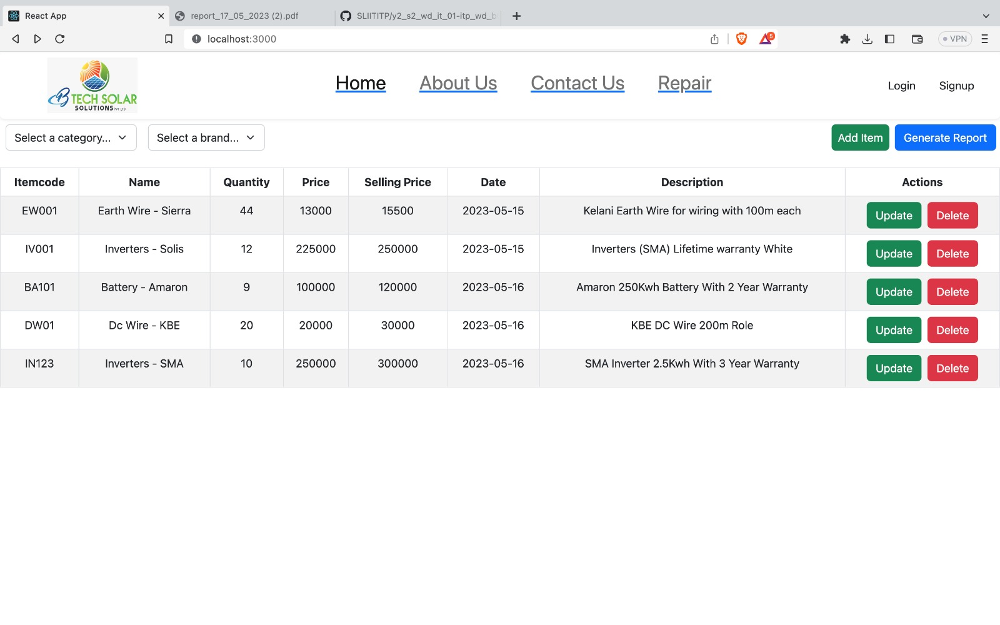 React App
report_17_05_2023 (2).pdf
SLIITITP/y2_s2_wd_it_01-itp_wd_b
localhost:3000
5
VPN
B TECH SOLAR
SOLUTIONS PVT LTD
Home About Us Contact Us Repair
Login Signup
Select a category... Select a brand...
Add Item Generate Report
Itemcode Name Quantity Price Selling Price Date Description Actions
EW001 Earth Wire - Sierra 44 13000 15500 2023-05-15 Kelani Earth Wire for wiring with 100m each Update Delete
IV001 Inverters - Solis 12 225000 250000 2023-05-15 Inverters (SMA) Lifetime warranty White Update Delete
BA101 Battery - Amaron 9 100000 120000 2023-05-16 Amaron 250Kwh Battery With 2 Year Warranty Update Delete
DW01 Dc Wire - KBE 20 20000 30000 2023-05-16 KBE DC Wire 200m Role Update Delete
IN123 Inverters - SMA 10 250000 300000 2023-05-16 SMA Inverter 2.5Kwh With 3 Year Warranty Update Delete